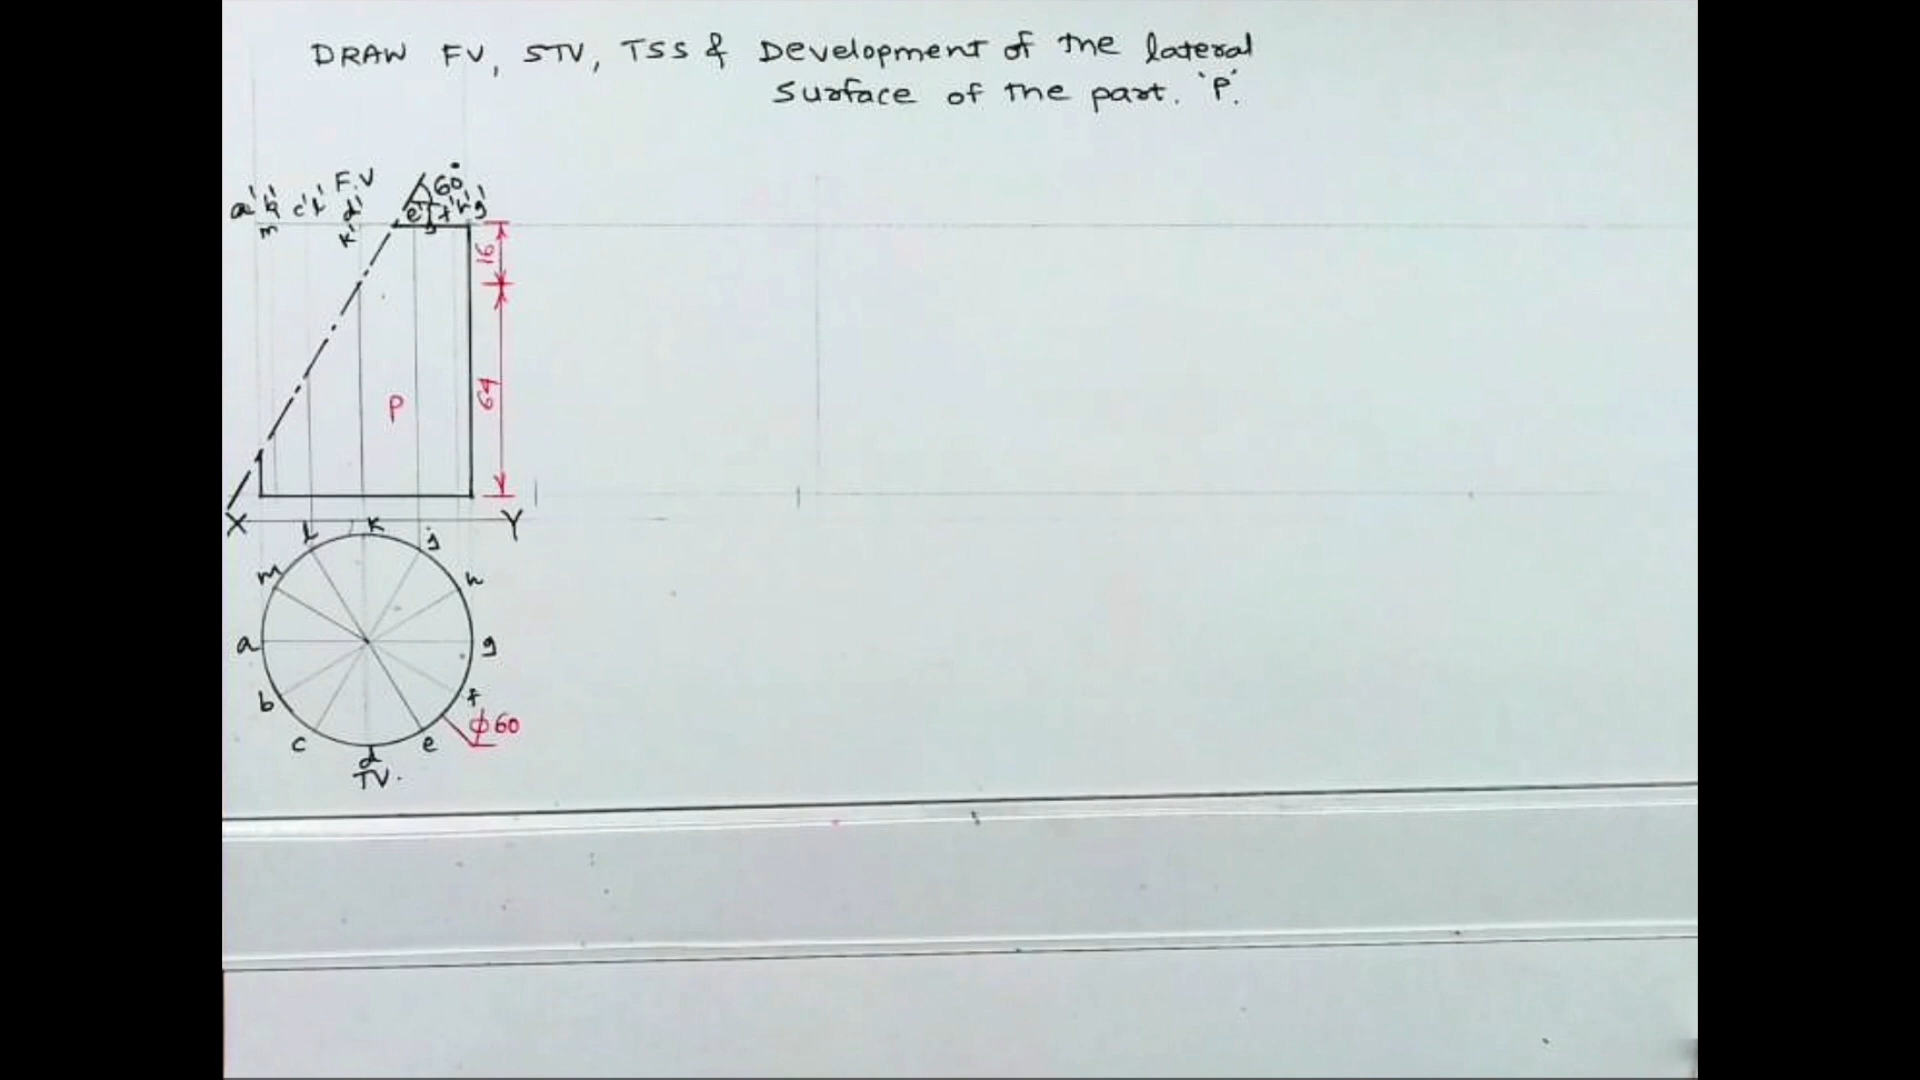 DRAW FV, STV, TSS & Development of the lateral
Surface of the part. 'P'.
F.V
60°
a' b' c' l' d' e' f' h' g'
m' k' j
16
64
P
X Y
l k j
m h
a g
b f
φ60
c e
d
TV.